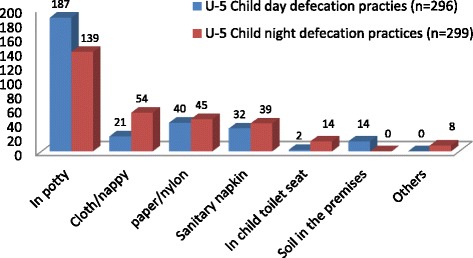 U-5 Child day defecation practies (n=296)
U-5 Child night defecation practices (n=299)
200
180
160
140
120
100
80
60
40
20
0
187
139
21
54
40
45
32
39
2
14
14
0
0
8
In potty
Cloth/nappy
paper/nylon
Sanitary napkin
In child toilet seat
Soil in the premises
Others